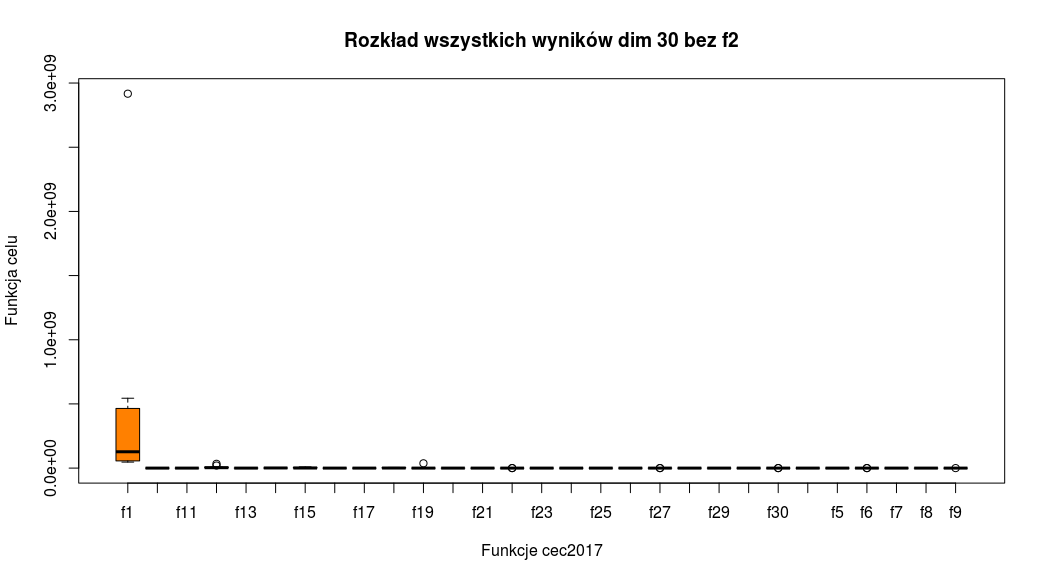 Rozkład wszystkich wyników dim 30 bez f2
Funkcja celu
3.0e+09
2.0e+09
1.0e+09
0.0e+00
f1 f11 f13 f15 f17 f19 f21 f23 f25 f27 f29 f30 f5 f6 f7 f8 f9
Funkcje cec2017